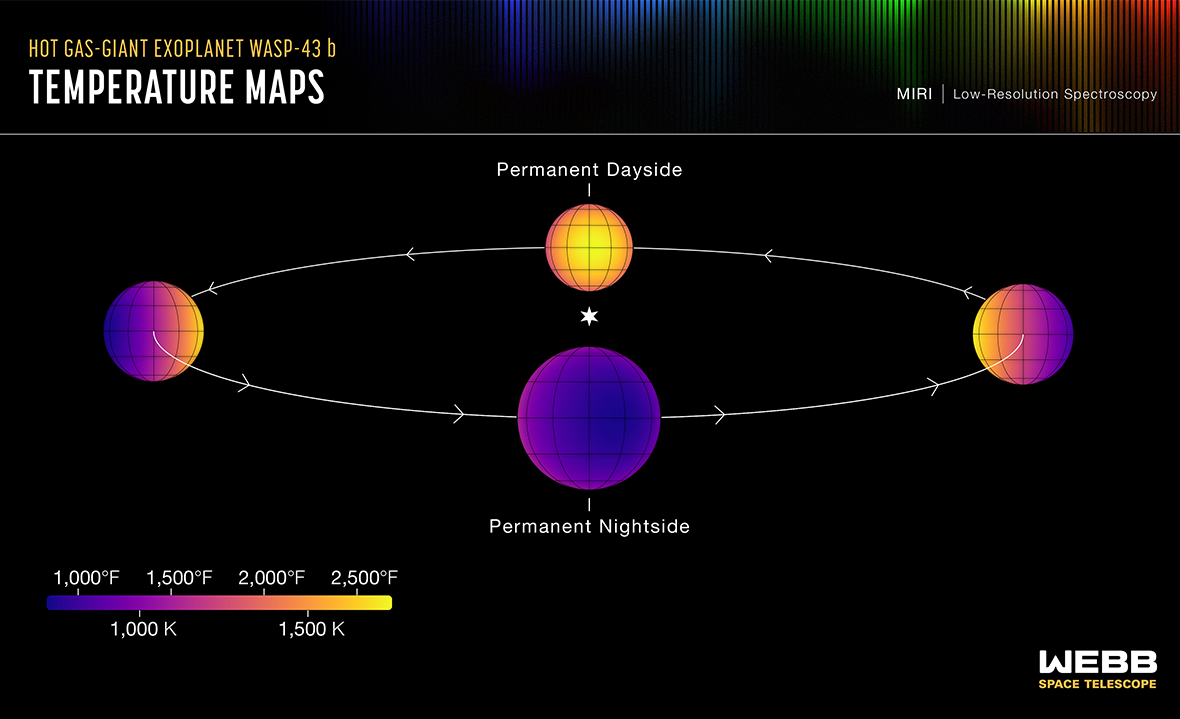 HOT GAS-GIANT EXOPLANET WASP-43 b
TEMPERATURE MAPS
MIRI | Low-Resolution Spectroscopy
Permanent Dayside
Permanent Nightside
1,000°F 1,500°F 2,000°F 2,500°F
1,000 K 1,500 K
WEBB
SPACE TELESCOPE